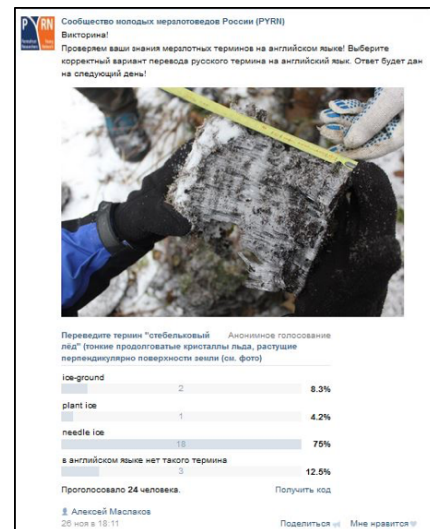 P YRN
Сообщество молодых мерзлотоведов России (PYRN)
Викторина!
Проверяем ваши знания мерзлотных терминов на английском языке! Выберите
корректный вариант перевода русского термина на английский язык. Ответ будет дан
на следующий день!
Переведите термин "стебельковый Анонимное голосование
лёд" (тонкие продолговатые кристаллы льда, растущие
перпендикулярно поверхности земли (см. фото)
ice-ground
2 8.3%
plant ice
1 4.2%
needle ice
18 75%
в английском языке нет такого термина
3 12.5%
Проголосовало 24 человека. Получить код
Алексей Маслаков
26 ноя в 18:11 Поделиться Мне нравится